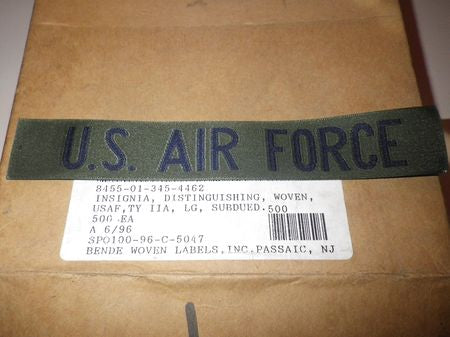 U.S. AIR FORCE
8455-01-345-4462
INSIGNIA, DISTINGUISHING, WOVEN,
USAF,TY IIA, LG, SUBDUED.500
500 EA
A 6/96
SPO100-96-C-5047
BENDE WOVEN LABELS,INC.PASSAIC, NJ